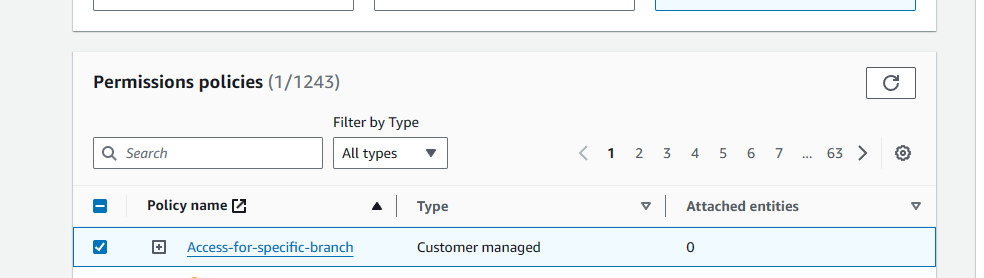 Permissions policies (1/1243)
Filter by Type
Search
All types
1 2 3 4 5 6 7 ... 63
Policy name
Type
Attached entities
Access-for-specific-branch
Customer managed
0